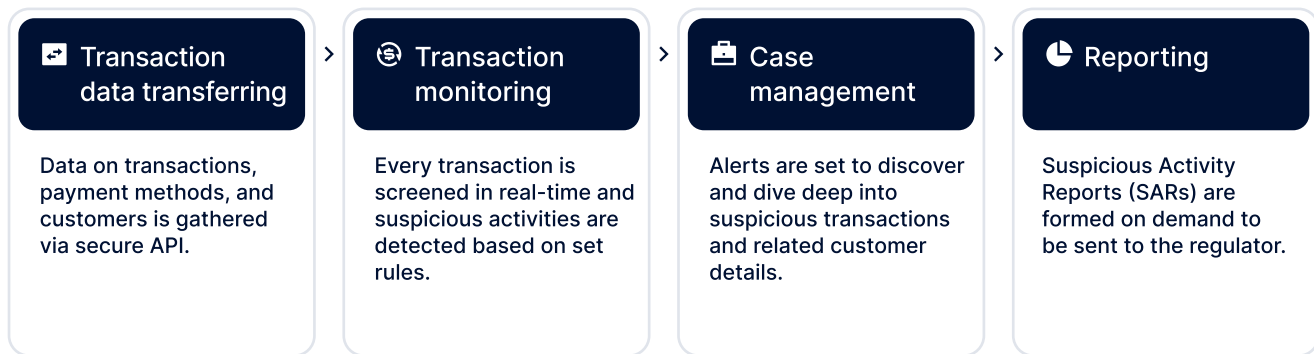 Transaction
data transferring
Data on transactions,
payment methods, and
customers is gathered
via secure API.
Transaction
monitoring
Every transaction is
screened in real-time and
suspicious activities are
detected based on set
rules.
Case
management
Alerts are set to discover
and dive deep into
suspicious transactions
and related customer
details.
Reporting
Suspicious Activity
Reports (SARs) are
formed on demand to
be sent to the regulator.